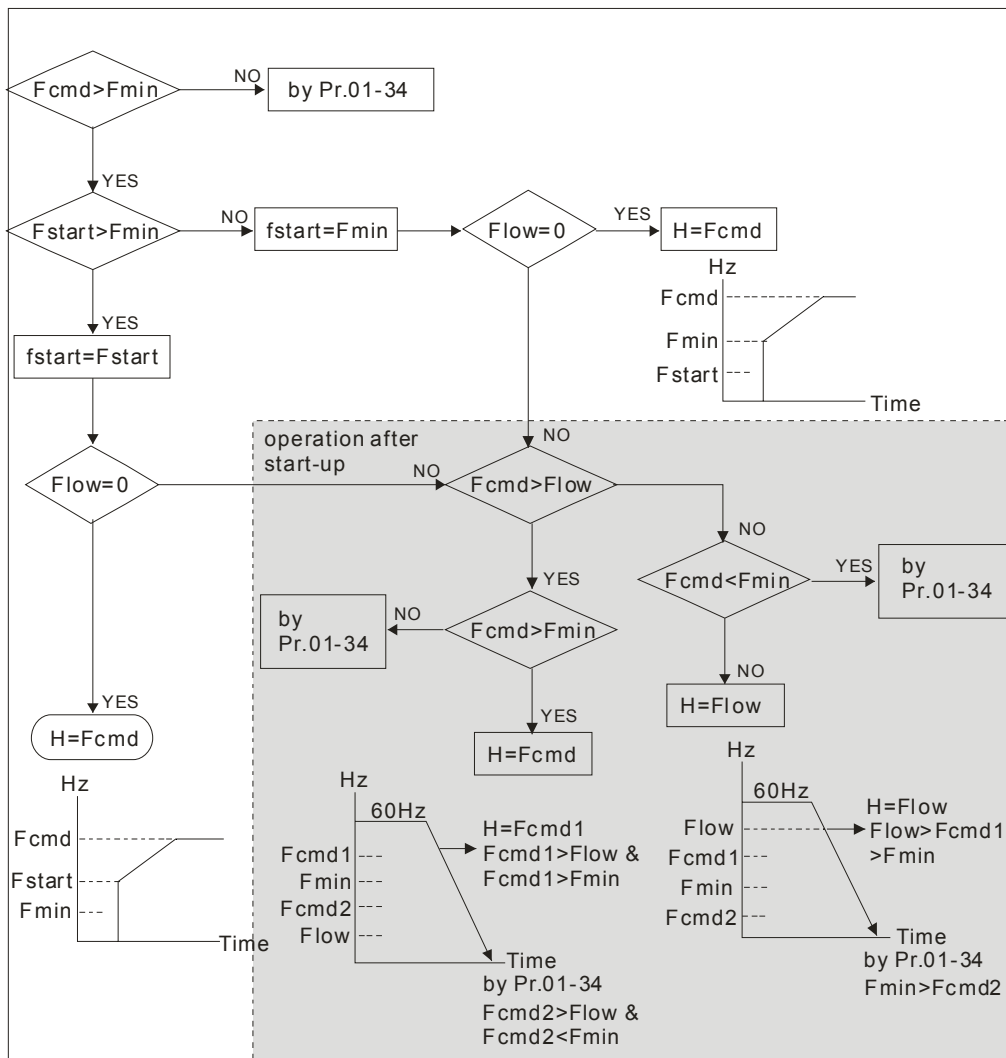 Fcmd>Fmin
NO
by Pr.01-34
YES
Fstart>Fmin
NO
fstart=Fmin
Flow=0
YES
H=Fcmd
Hz
Fcmd
Fmin
Fstart
Time
YES
fstart=Fstart
NO
operation after
start-up
Flow=0
NO
Fcmd>Flow
NO
YES
Fcmd<Fmin
YES
by
Pr.01-34
by
Pr.01-34
NO
Fcmd>Fmin
NO
H=Flow
YES
H=Fcmd
YES
H=Fcmd
Hz
Fcmd
Fstart
Fmin
Time
Hz
60Hz
H=Fcmd1
Fcmd1>Flow &
Fcmd1>Fmin
Fcmd1
Fmin
Fcmd2
Flow
Time
by Pr.01-34
Fcmd2>Flow &
Fcmd2<Fmin
Hz
60Hz
H=Flow
Flow>Fcmd1
>Fmin
Flow
Fcmd1
Fmin
Fcmd2
Time
by Pr.01-34
Fmin>Fcmd2